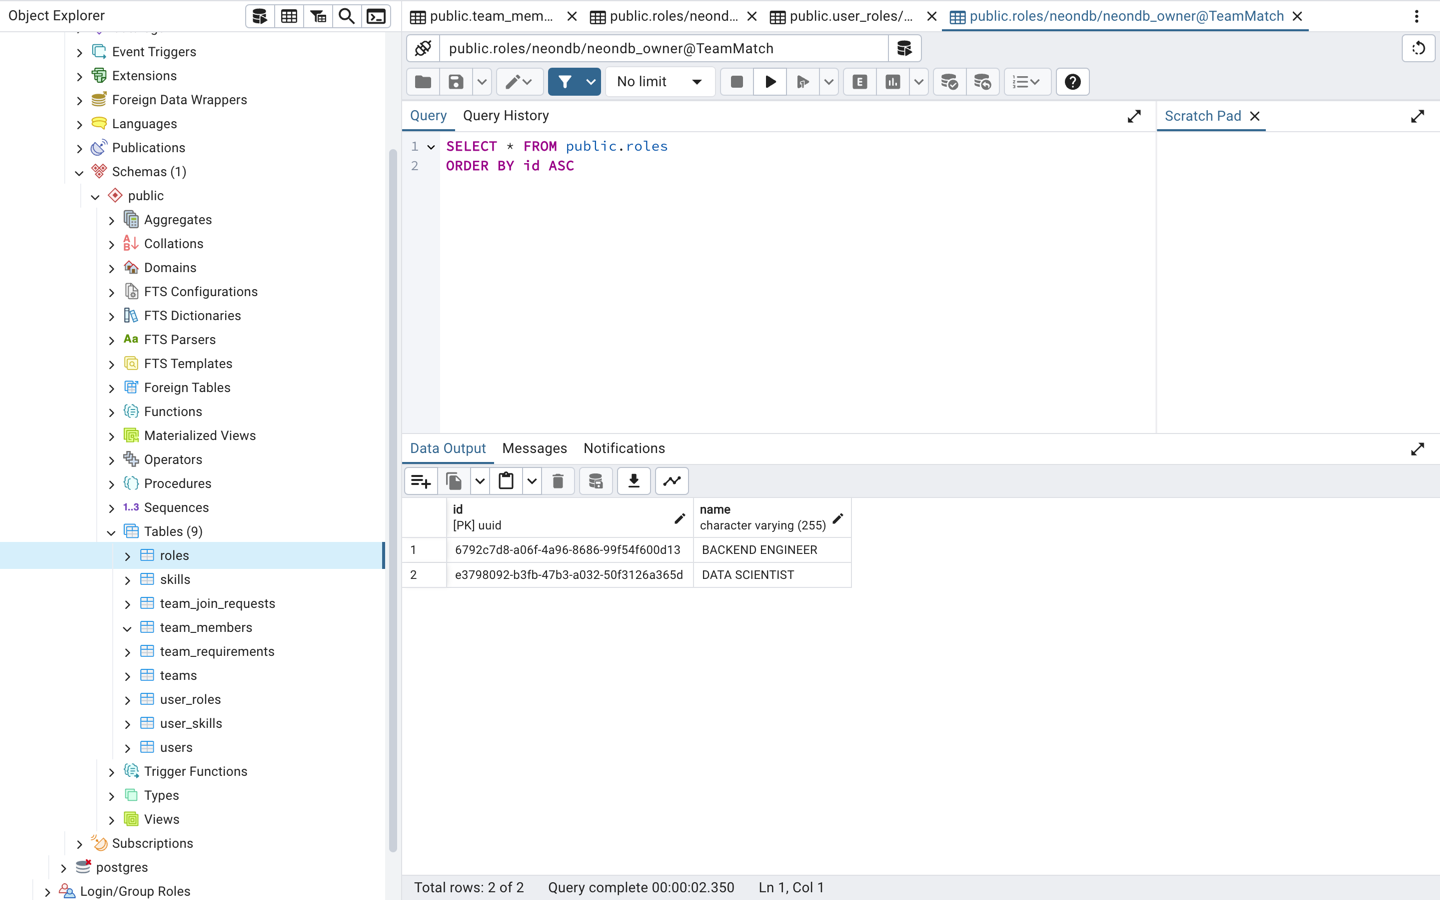 Object Explorer
Event Triggers
Extensions
Foreign Data Wrappers
Languages
Publications
Schemas (1)
public
Aggregates
Collations
Domains
FTS Configurations
FTS Dictionaries
Aa FTS Parsers
FTS Templates
Foreign Tables
Functions
Materialized Views
Operators
Procedures
1..3 Sequences
Tables (9)
roles
skills
team_join_requests
team_members
team_requirements
teams
user_roles
user_skills
users
Trigger Functions
Types
Views
Subscriptions
postgres
Login/Group Roles
public.team_mem...
public.roles/neond...
public.user_roles/...
public.roles/neondb/neondb_owner@TeamMatch
public.roles/neondb/neondb_owner@TeamMatch
No limit
E
Query
Query History
Scratch Pad
1 SELECT * FROM public.roles
2 ORDER BY id ASC
Data Output
Messages
Notifications
id
[PK] uuid
name
character varying (255)
1 6792c7d8-a06f-4a96-8686-99f54f600d13 BACKEND ENGINEER
2 e3798092-b3fb-47b3-a032-50f3126a365d DATA SCIENTIST
Total rows: 2 of 2
Query complete 00:00:02.350
Ln 1, Col 1